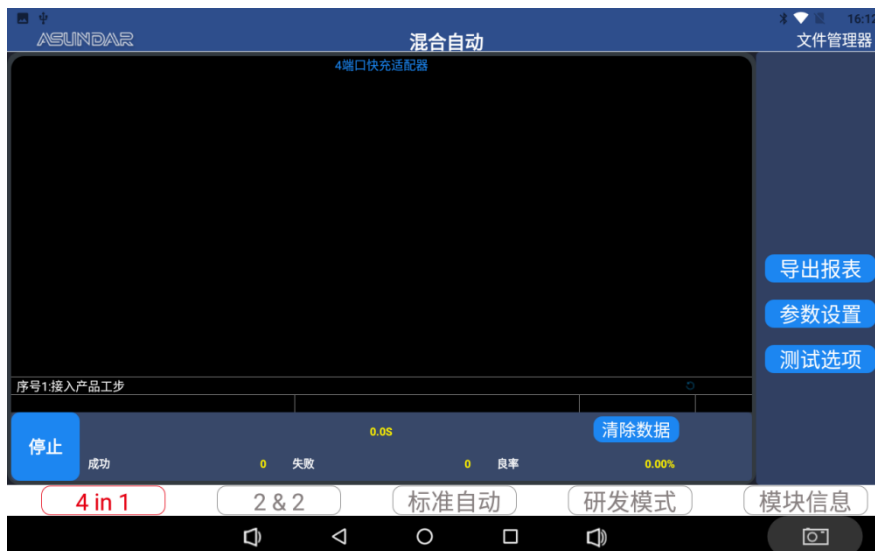 16:12
ASUNDAR
混合自动
文件管理器
4端口快充适配器
导出报表
参数设置
测试选项
序号1:接入产品工步
停止
0.0S
清除数据
成功 0 失败 0 良率 0.00%
4 in 1
2 & 2
标准自动
研发模式
模块信息